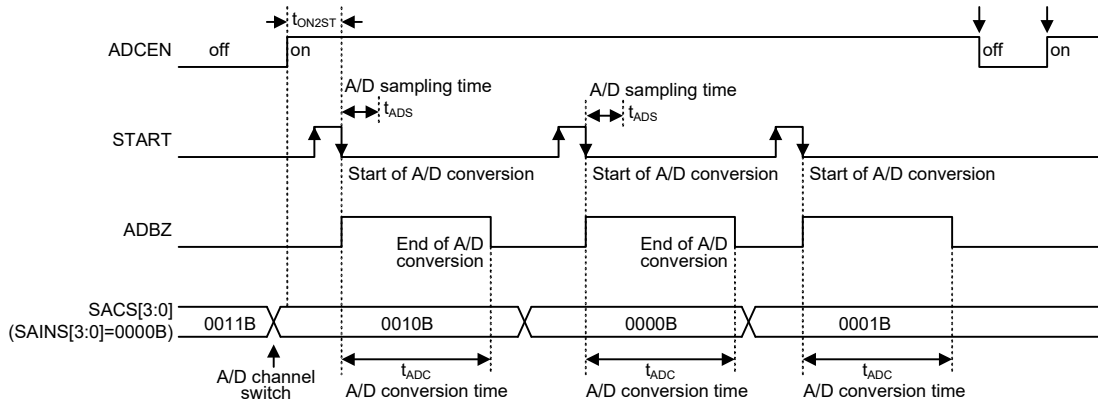 tON2ST
ADCEN
off
on
off
on
A/D sampling time
tADS
A/D sampling time
tADS
START
Start of A/D conversion
Start of A/D conversion
Start of A/D conversion
ADBZ
End of A/D
conversion
End of A/D
conversion
SACS[3:0]
(SAINS[3:0]=0000B)
0011B
0010B
0000B
0001B
A/D channel
switch
tADC
A/D conversion time
tADC
A/D conversion time
tADC
A/D conversion time